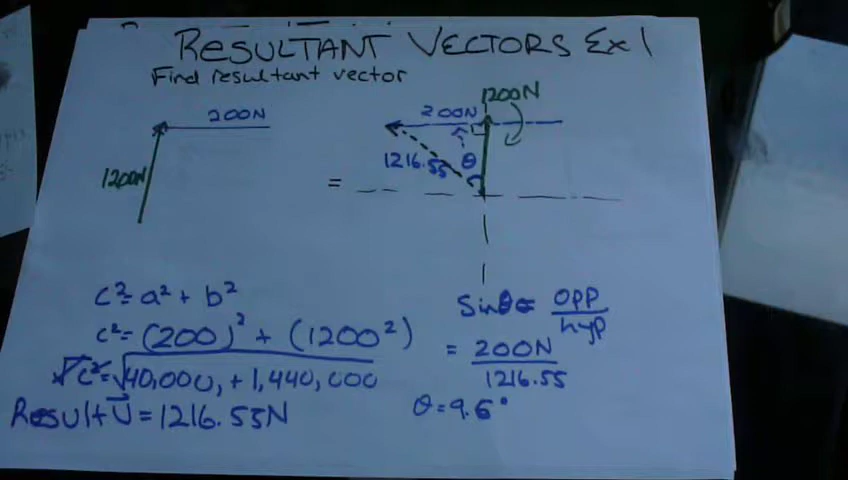 RESULTANT VECTORS Ex 1
Find resultant vector
200N
1200N
=
1200N
200N
1216.55
θ
c²= a² + b²
c²= (200)² + (1200²)
√c²=√40,000, + 1,440,000
Result V⃗ = 1216.55N
Sinθ= opp/hyp
= 200N/1216.55
θ=9.6°